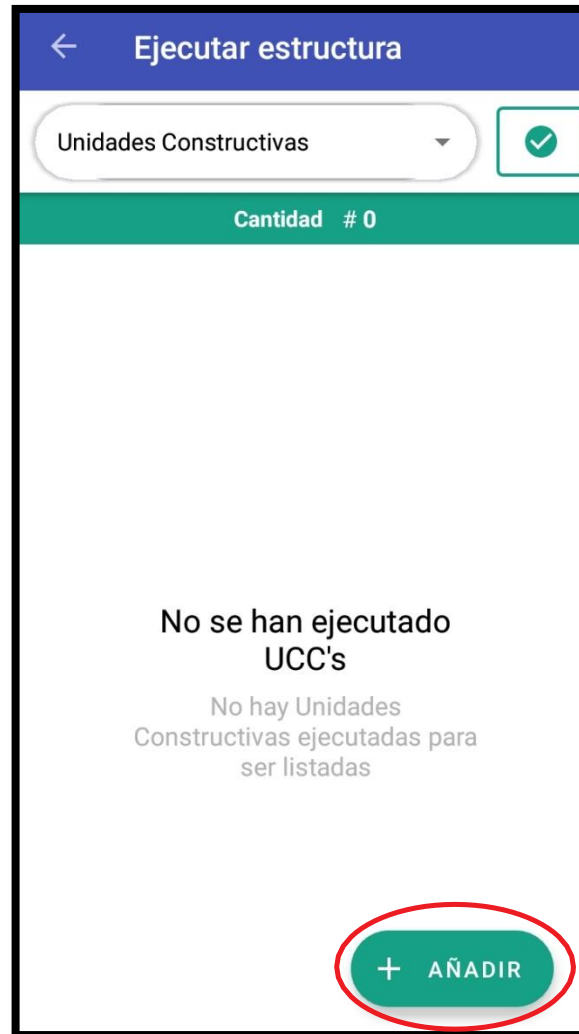 Ejecutar estructura
Unidades Constructivas
Cantidad # 0
No se han ejecutado
UCC's
No hay Unidades
Constructivas ejecutadas para
ser listadas
+ AÑADIR